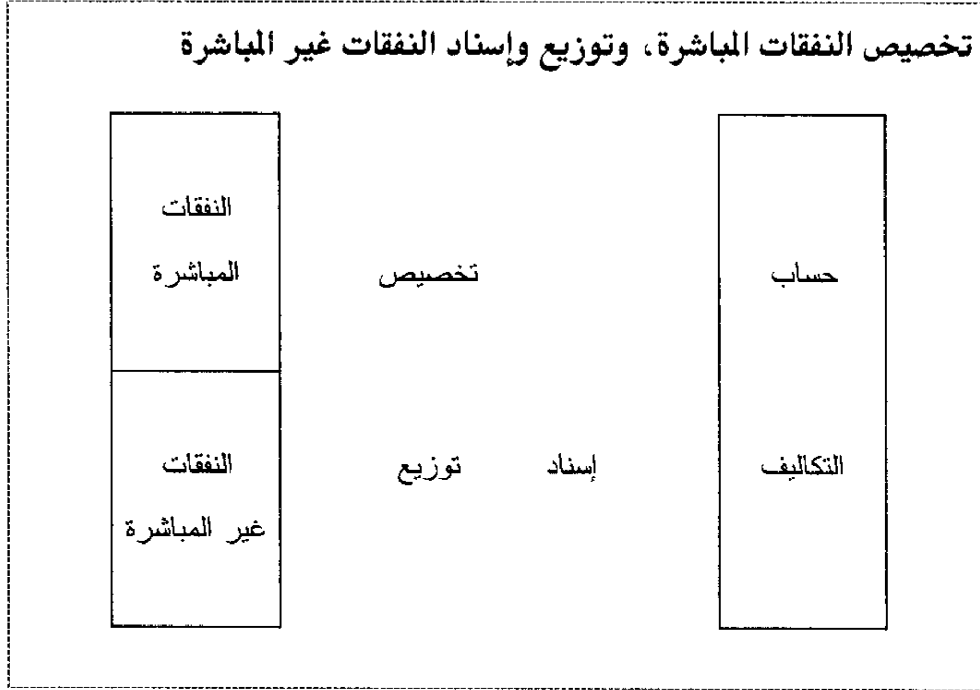 تخصيص النفقات المباشرة، وتوزيع وإسناد النفقات غير المباشرة
النفقات
المباشرة
تخصيص
حساب
النفقات
غير المباشرة
توزيع
إسناد
التكاليف